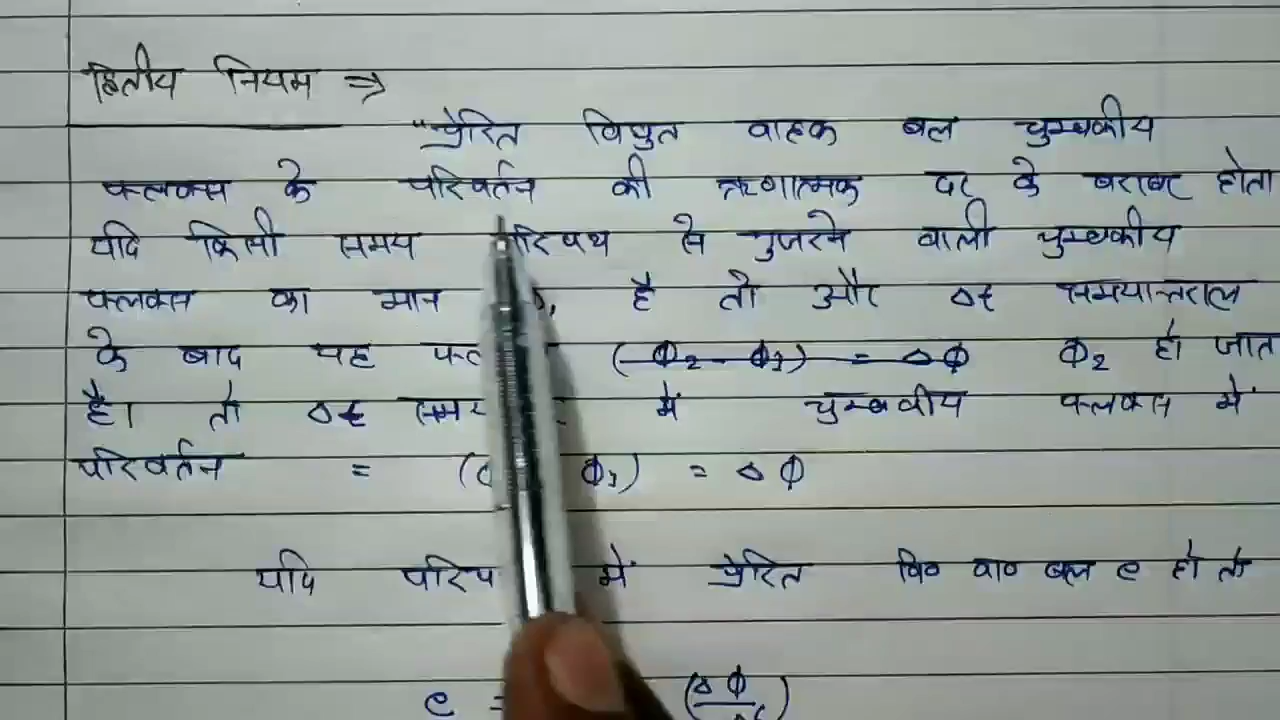 द्वितीय नियम ⇒
"प्रेरित विघुत वाहक बल चुम्बकीय
फ्लक्स के परिवर्तन की ऋणात्मक दर के बराबर होता
यदि किसी समय परिपथ से गुजरने वाली चुम्बकीय
फ्लक्स का मान है तो और Δt समयान्तराल
के बाद यह (Φ₂ - Φ₁) = ΔΦ Φ₂ हो जात
है। तो Δt में चुम्बकीय फ्लक्स में
परिवर्तन = ( Φ₁) = ΔΦ
यदि में प्रेरित वि० वा० बल e हो तो
e = (ΔΦ